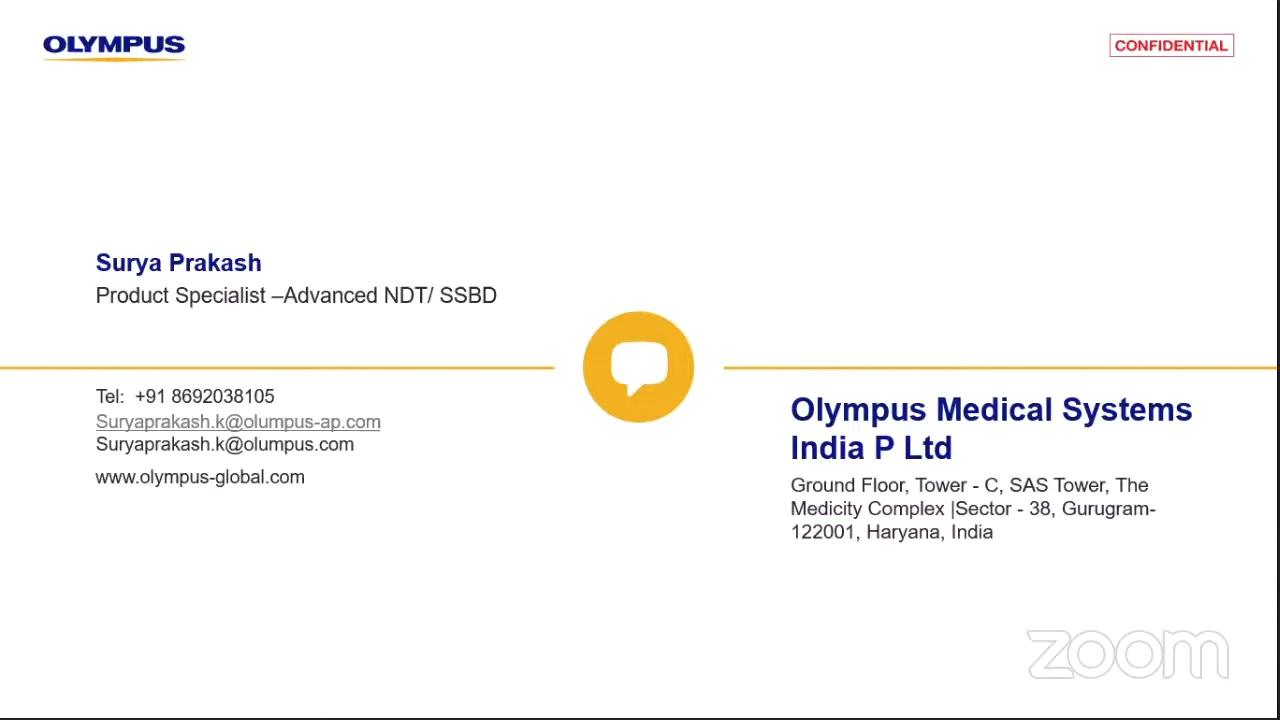 OLYMPUS
CONFIDENTIAL
Surya Prakash
Product Specialist –Advanced NDT/ SSBD
Tel:  +91 8692038105
Suryaprakash.k@olumpus-ap.com
Suryaprakash.k@olumpus.com
www.olympus-global.com
Olympus Medical Systems
India P Ltd
Ground Floor, Tower - C, SAS Tower, The
Medicity Complex |Sector - 38, Gurugram-
122001, Haryana, India
zoom